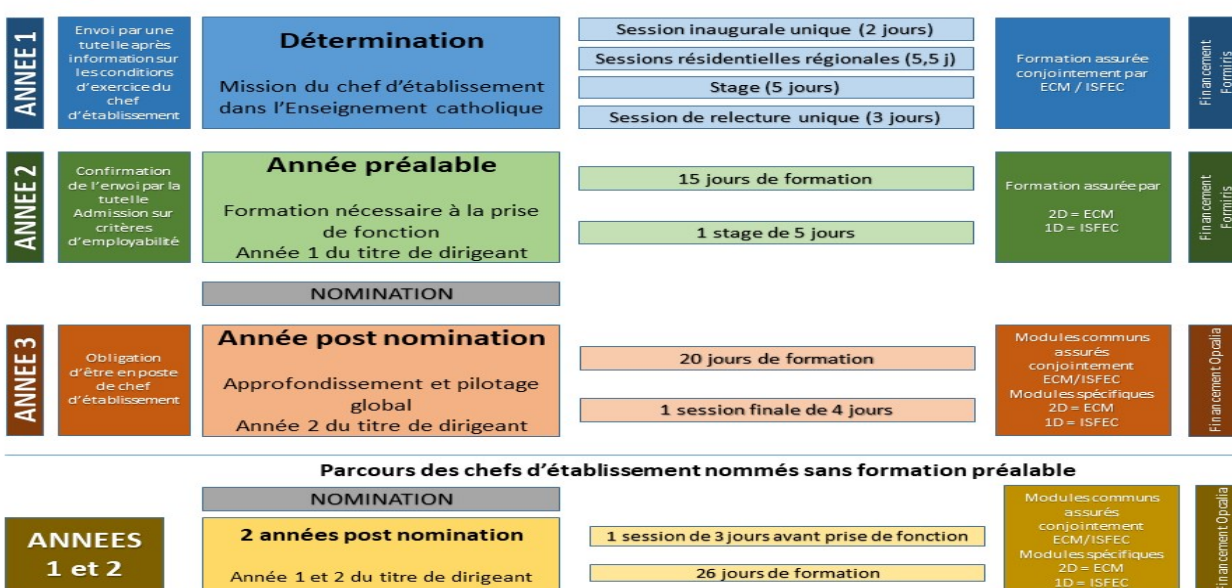 ANNEE 1
Envoi par une
tutelle après
information sur
les conditions
d'exercice du
chef
d'établissement
Détermination
Mission du chef d'établissement
dans l'Enseignement catholique
Session inaugurale unique (2 jours)
Sessions résidentielles régionales (5,5 j)
Stage (5 jours)
Session de relecture unique (3 jours)
Formation assurée
conjointement par
ECM / ISFEC
Financement
Formiris
ANNEE 2
Confirmation
de l'envoi par la
tutelle
Admission sur
critères
d'employabilité
Année préalable
Formation nécessaire à la prise
de fonction
Année 1 du titre de dirigeant
15 jours de formation
1 stage de 5 jours
Formation assurée par
2D = ECM
1D = ISFEC
Financement
Formiris
NOMINATION
ANNEE 3
Obligation
d'être en poste
de chef
d'établissement
Année post nomination
Approfondissement et pilotage
global
Année 2 du titre de dirigeant
20 jours de formation
1 session finale de 4 jours
Modules communs
assurés
conjointement
ECM/ISFEC
Modules spécifiques
2D = ECM
1D = ISFEC
Financement Opcalia
Parcours des chefs d'établissement nommés sans formation préalable
NOMINATION
ANNEES
1 et 2
2 années post nomination
Année 1 et 2 du titre de dirigeant
1 session de 3 jours avant prise de fonction
26 jours de formation
Modules communs
assurés
conjointement
ECM/ISFEC
Modules spécifiques
2D = ECM
1D = ISFEC
Financement Opcalia